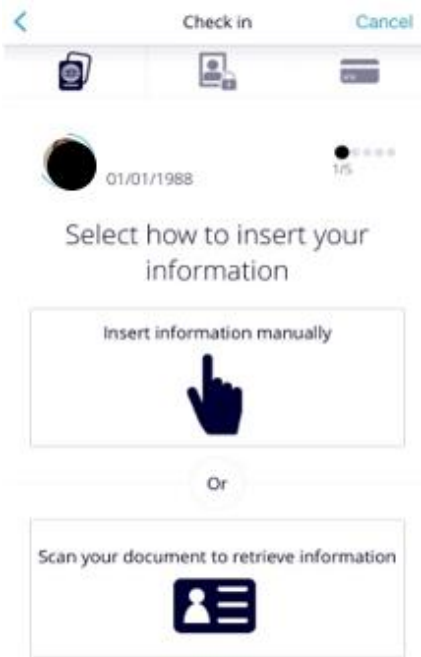 Check in
Cancel
01/01/1988
1/5
Select how to insert your
information
Insert information manually
Or
Scan your document to retrieve information